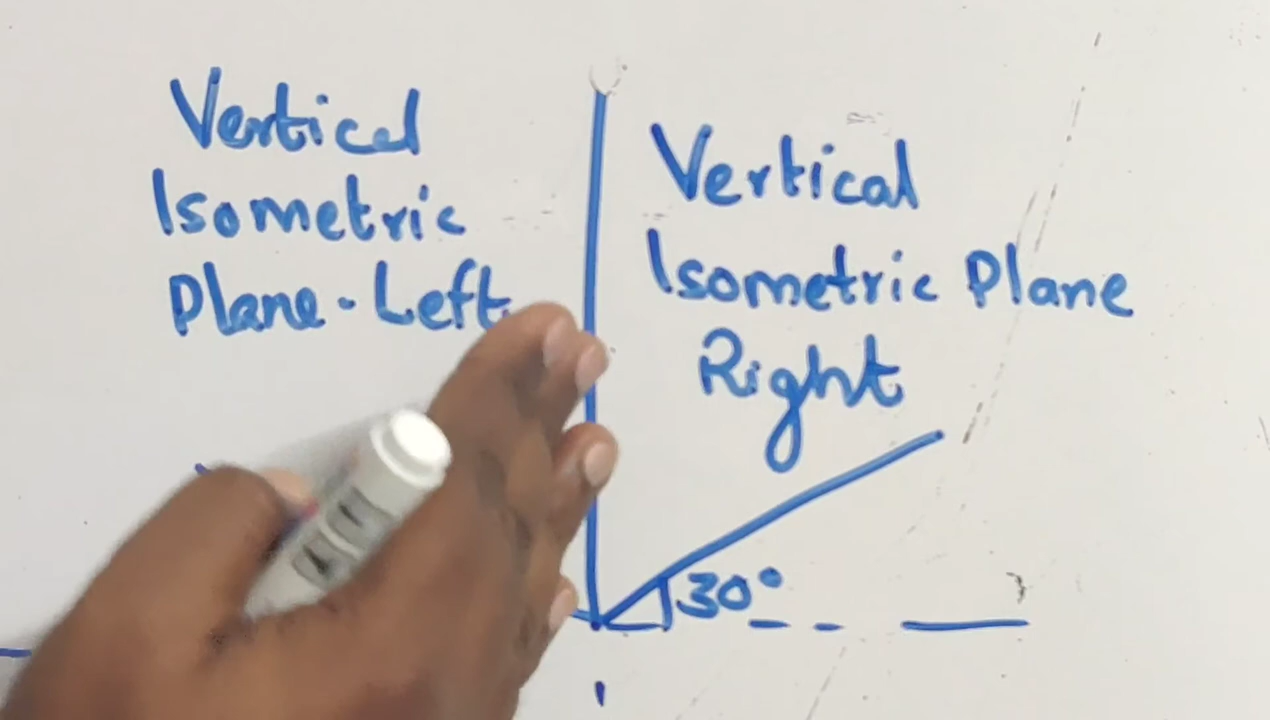 Vertical
Isometric
Plane-Left
Vertical
Isometric Plane
Right
30°